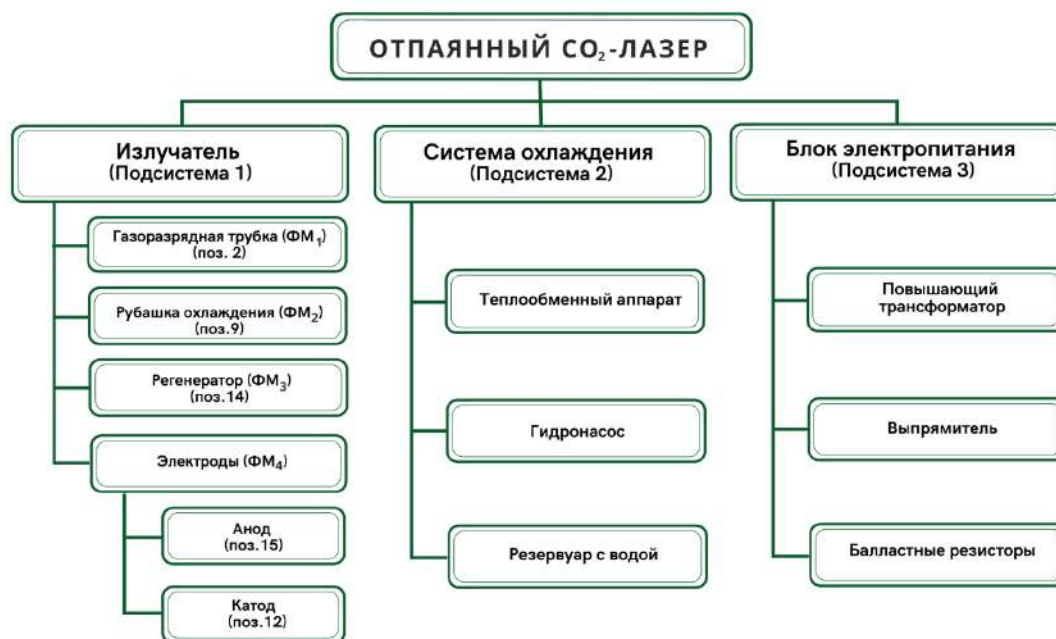 ОТПАЯННЫЙ CO₂-ЛАЗЕР
Излучатель
(Подсистема 1)
Газоразрядная трубка (ФМ₁)
(поз. 2)
Рубашка охлаждения (ФМ₂)
(поз.9)
Регенератор (ФМ₃)
(поз.14)
Электроды (ФМ₄)
Анод
(поз.15)
Катод
(поз.12)
Система охлаждения
(Подсистема 2)
Теплообменный аппарат
Гидронасос
Резервуар с водой
Блок электропитания
(Подсистема 3)
Повышающий
трансформатор
Выпрямитель
Балластные резисторы